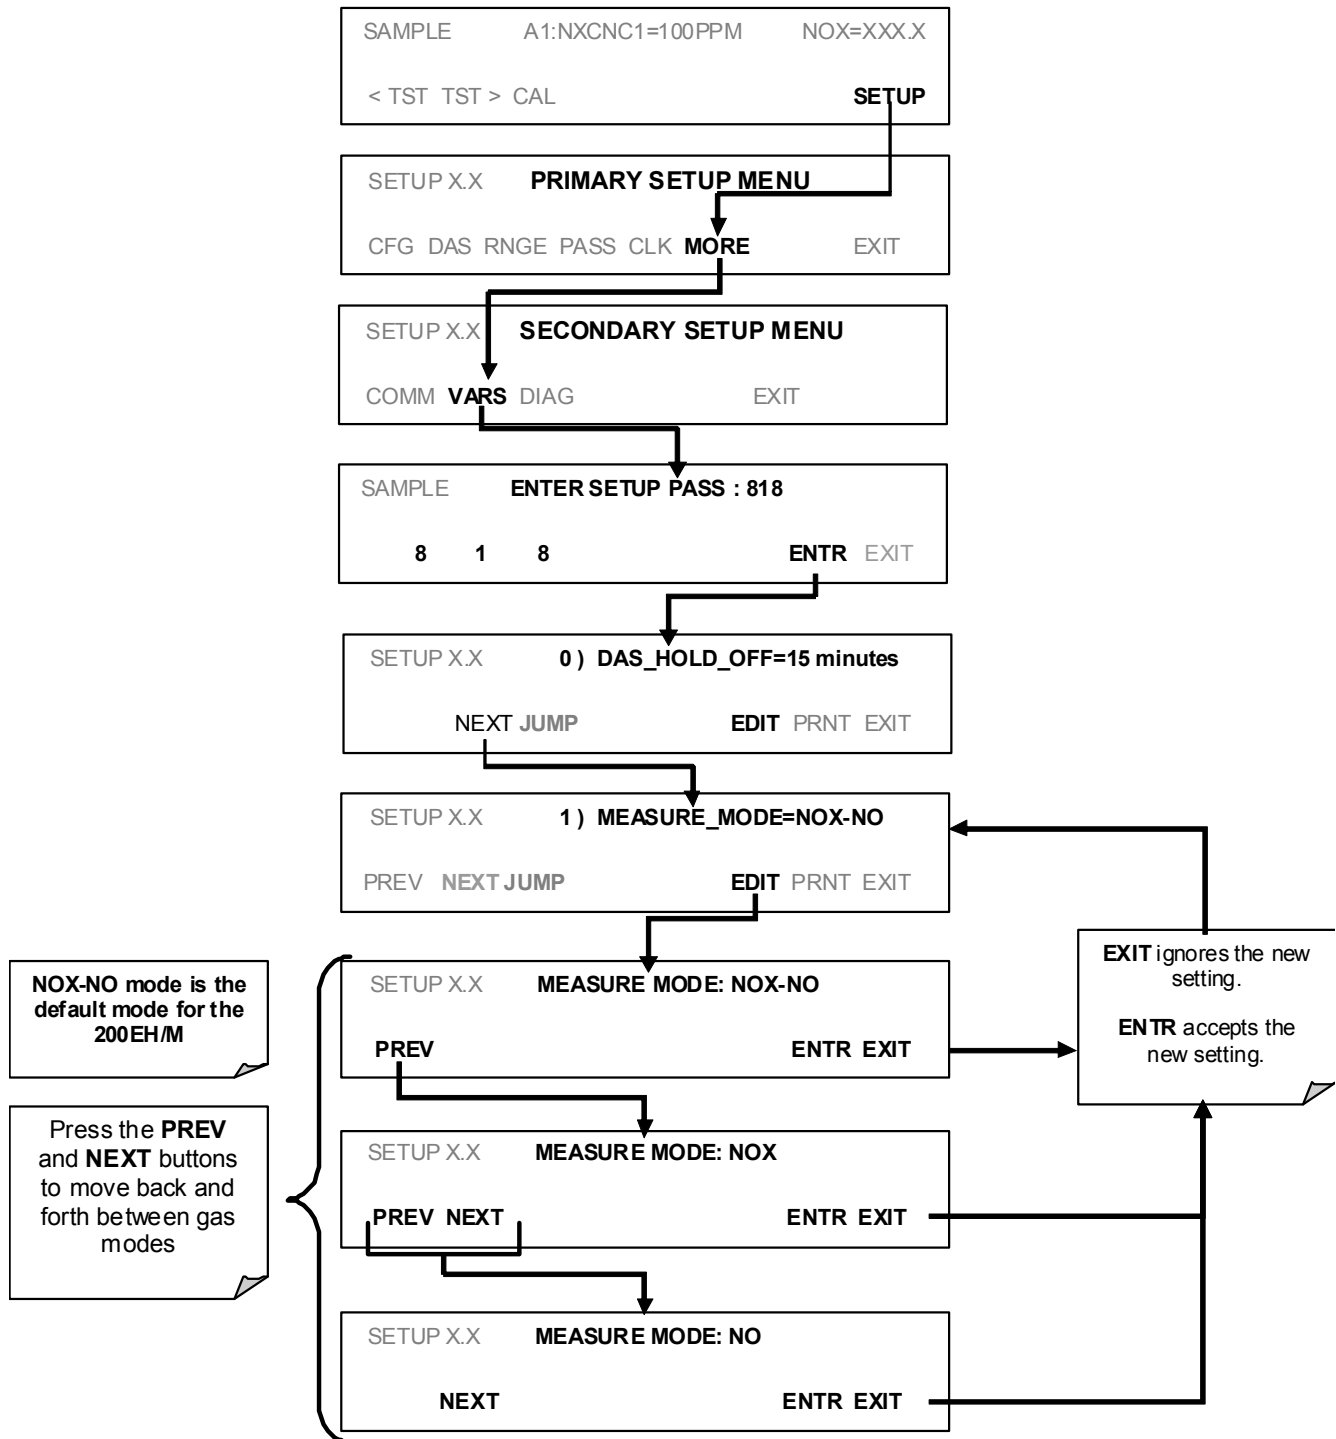 SAMPLE A1:NXCNC1=100PPM NOX=XXX.X
< TST TST > CAL SETUP
SETUP X.X PRIMARY SETUP MENU
CFG DAS RNGE PASS CLK MORE EXIT
SETUP X.X SECONDARY SETUP MENU
COMM VARS DIAG EXIT
SAMPLE ENTER SETUP PASS : 818
8 1 8 ENTR EXIT
SETUP X.X 0 ) DAS_HOLD_OFF=15 minutes
NEXT JUMP EDIT PRNT EXIT
SETUP X.X 1 ) MEASURE_MODE=NOX-NO
PREV NEXT JUMP EDIT PRNT EXIT
EXIT ignores the new
setting.
ENTR accepts the
new setting.
NOX-NO mode is the
default mode for the
200EH/M
SETUP X.X MEASURE MODE: NOX-NO
PREV ENTR EXIT
Press the PREV
and NEXT buttons
to move back and
forth between gas
modes
SETUP X.X MEASURE MODE: NOX
PREV NEXT ENTR EXIT
SETUP X.X MEASURE MODE: NO
NEXT ENTR EXIT